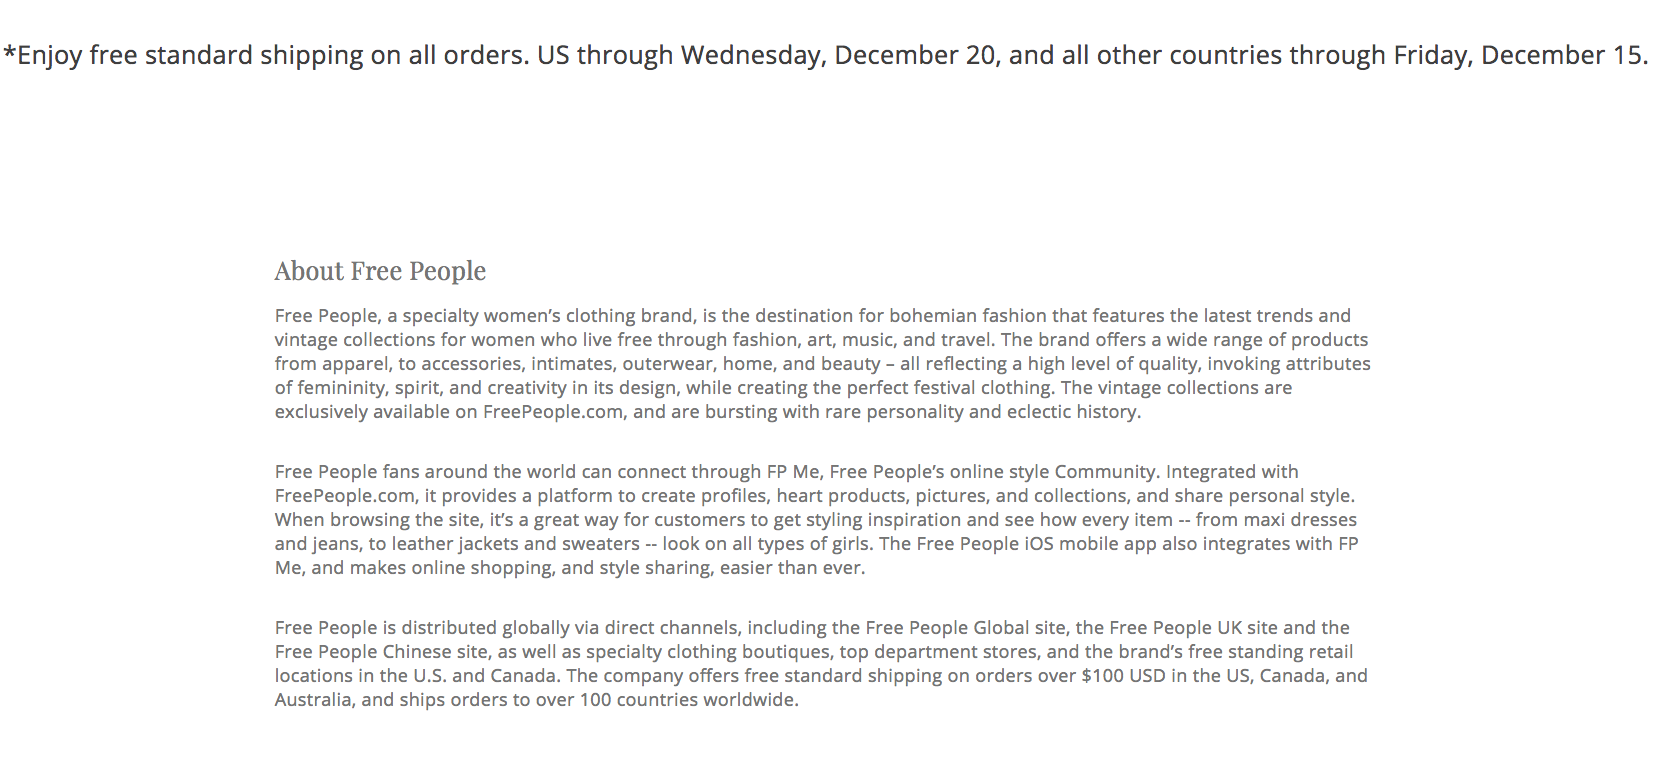 *Enjoy free standard shipping on all orders. US through Wednesday, December 20, and all other countries through Friday, December 15.
About Free People
Free People, a specialty women’s clothing brand, is the destination for bohemian fashion that features the latest trends and
vintage collections for women who live free through fashion, art, music, and travel. The brand offers a wide range of products
from apparel, to accessories, intimates, outerwear, home, and beauty – all reflecting a high level of quality, invoking attributes
of femininity, spirit, and creativity in its design, while creating the perfect festival clothing. The vintage collections are
exclusively available on FreePeople.com, and are bursting with rare personality and eclectic history.
Free People fans around the world can connect through FP Me, Free People’s online style Community. Integrated with
FreePeople.com, it provides a platform to create profiles, heart products, pictures, and collections, and share personal style.
When browsing the site, it’s a great way for customers to get styling inspiration and see how every item -- from maxi dresses
and jeans, to leather jackets and sweaters -- look on all types of girls. The Free People iOS mobile app also integrates with FP
Me, and makes online shopping, and style sharing, easier than ever.
Free People is distributed globally via direct channels, including the Free People Global site, the Free People UK site and the
Free People Chinese site, as well as specialty clothing boutiques, top department stores, and the brand’s free standing retail
locations in the U.S. and Canada. The company offers free standard shipping on orders over $100 USD in the US, Canada, and
Australia, and ships orders to over 100 countries worldwide.